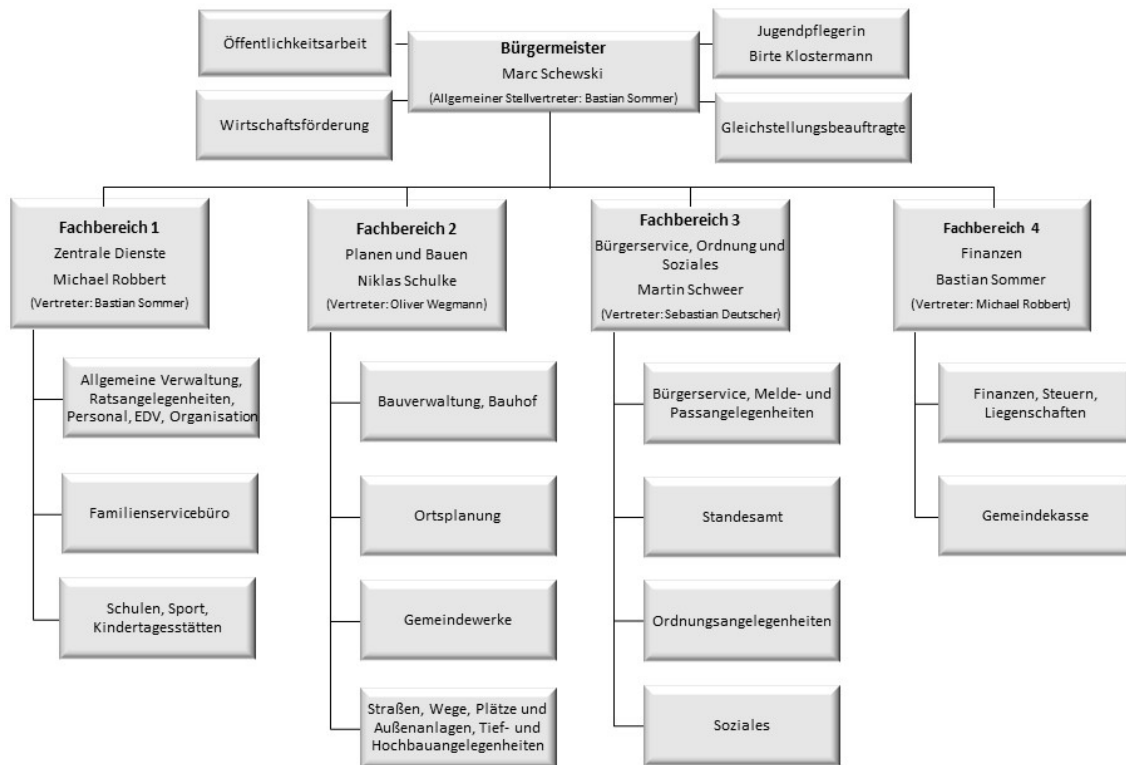 Öffentlichkeitsarbeit
Bürgermeister
Marc Schewski
(Allgemeiner Stellvertreter: Bastian Sommer)
Jugendpflegerin
Birte Klostermann
Wirtschaftsförderung
Gleichstellungsbeauftragte
Fachbereich 1
Zentrale Dienste
Michael Robbert
(Vertreter: Bastian Sommer)
Fachbereich 2
Planen und Bauen
Niklas Schulke
(Vertreter: Oliver Wegmann)
Fachbereich 3
Bürgerservice, Ordnung und
Soziales
Martin Schweer
(Vertreter: Sebastian Deutscher)
Fachbereich 4
Finanzen
Bastian Sommer
(Vertreter: Michael Robbert)
Allgemeine Verwaltung,
Ratsangelegenheiten,
Personal, EDV, Organisation
Familienservicebüro
Schulen, Sport,
Kindertagesstätten
Bauverwaltung, Bauhof
Ortsplanung
Gemeindewerke
Straßen, Wege, Plätze und
Außenanlagen, Tief- und
Hochbauangelegenheiten
Bürgerservice, Melde- und
Passangelegenheiten
Standesamt
Ordnungsangelegenheiten
Soziales
Finanzen, Steuern,
Liegenschaften
Gemeindekasse